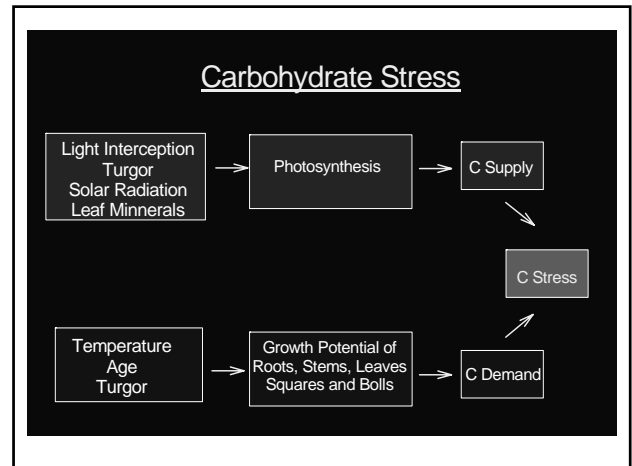 Carbohydrate Stress
Light Interception
Turgor
Solar Radiation
Leaf Minnerals
Photosynthesis
C Supply
C Stress
Temperature
Age
Turgor
Growth Potential of
Roots, Stems, Leaves
Squares and Bolls
C Demand